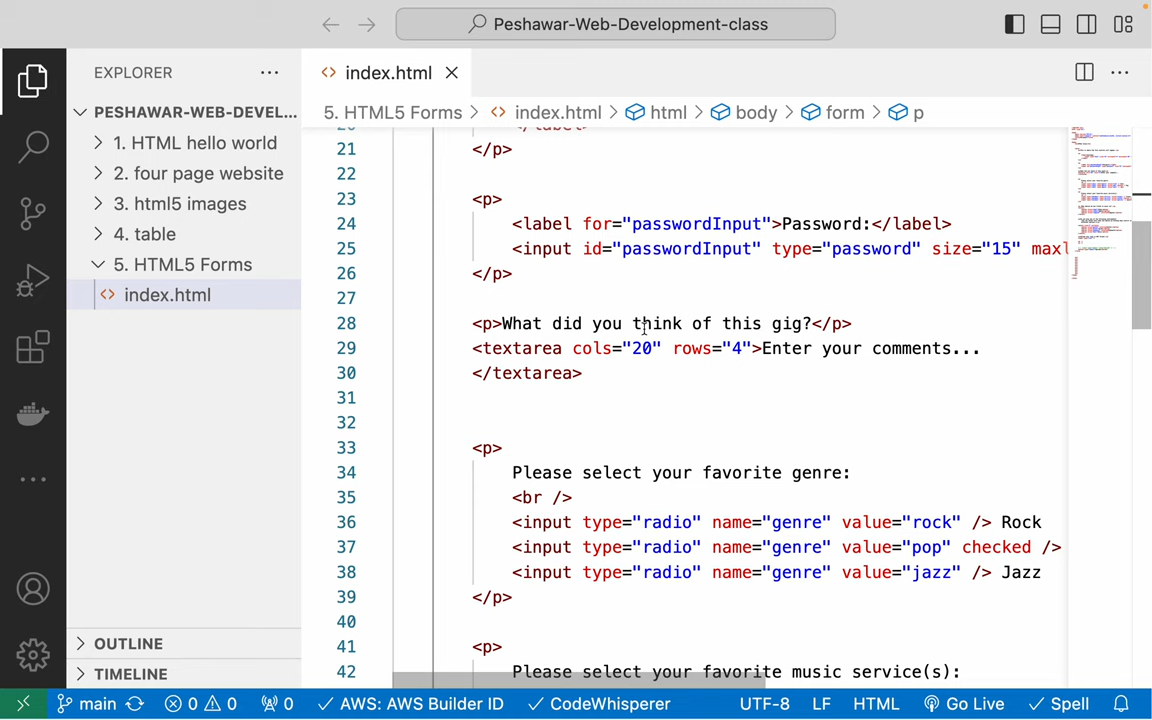 Peshawar-Web-Development-class
EXPLORER
index.html
PESHAWAR-WEB-DEVEL...
5. HTML5 Forms > index.html > html > body > form > p
1. HTML hello world
2. four page website
3. html5 images
4. table
5. HTML5 Forms
index.html
OUTLINE
TIMELINE
21 </p>
22
23 <p>
24 <label for="passwordInput">Password:</label>
25 <input id="passwordInput" type="password" size="15" maxl
26 </p>
27
28 <p>What did you think of this gig?</p>
29 <textarea cols="20" rows="4">Enter your comments...
30 </textarea>
31
32
33 <p>
34 Please select your favorite genre:
35 <br />
36 <input type="radio" name="genre" value="rock" /> Rock
37 <input type="radio" name="genre" value="pop" checked />
38 <input type="radio" name="genre" value="jazz" /> Jazz
39 </p>
40
41 <p>
42 Please select your favorite music service(s):
main 0 0 0 AWS: AWS Builder ID CodeWhisperer UTF-8 LF HTML Go Live Spell